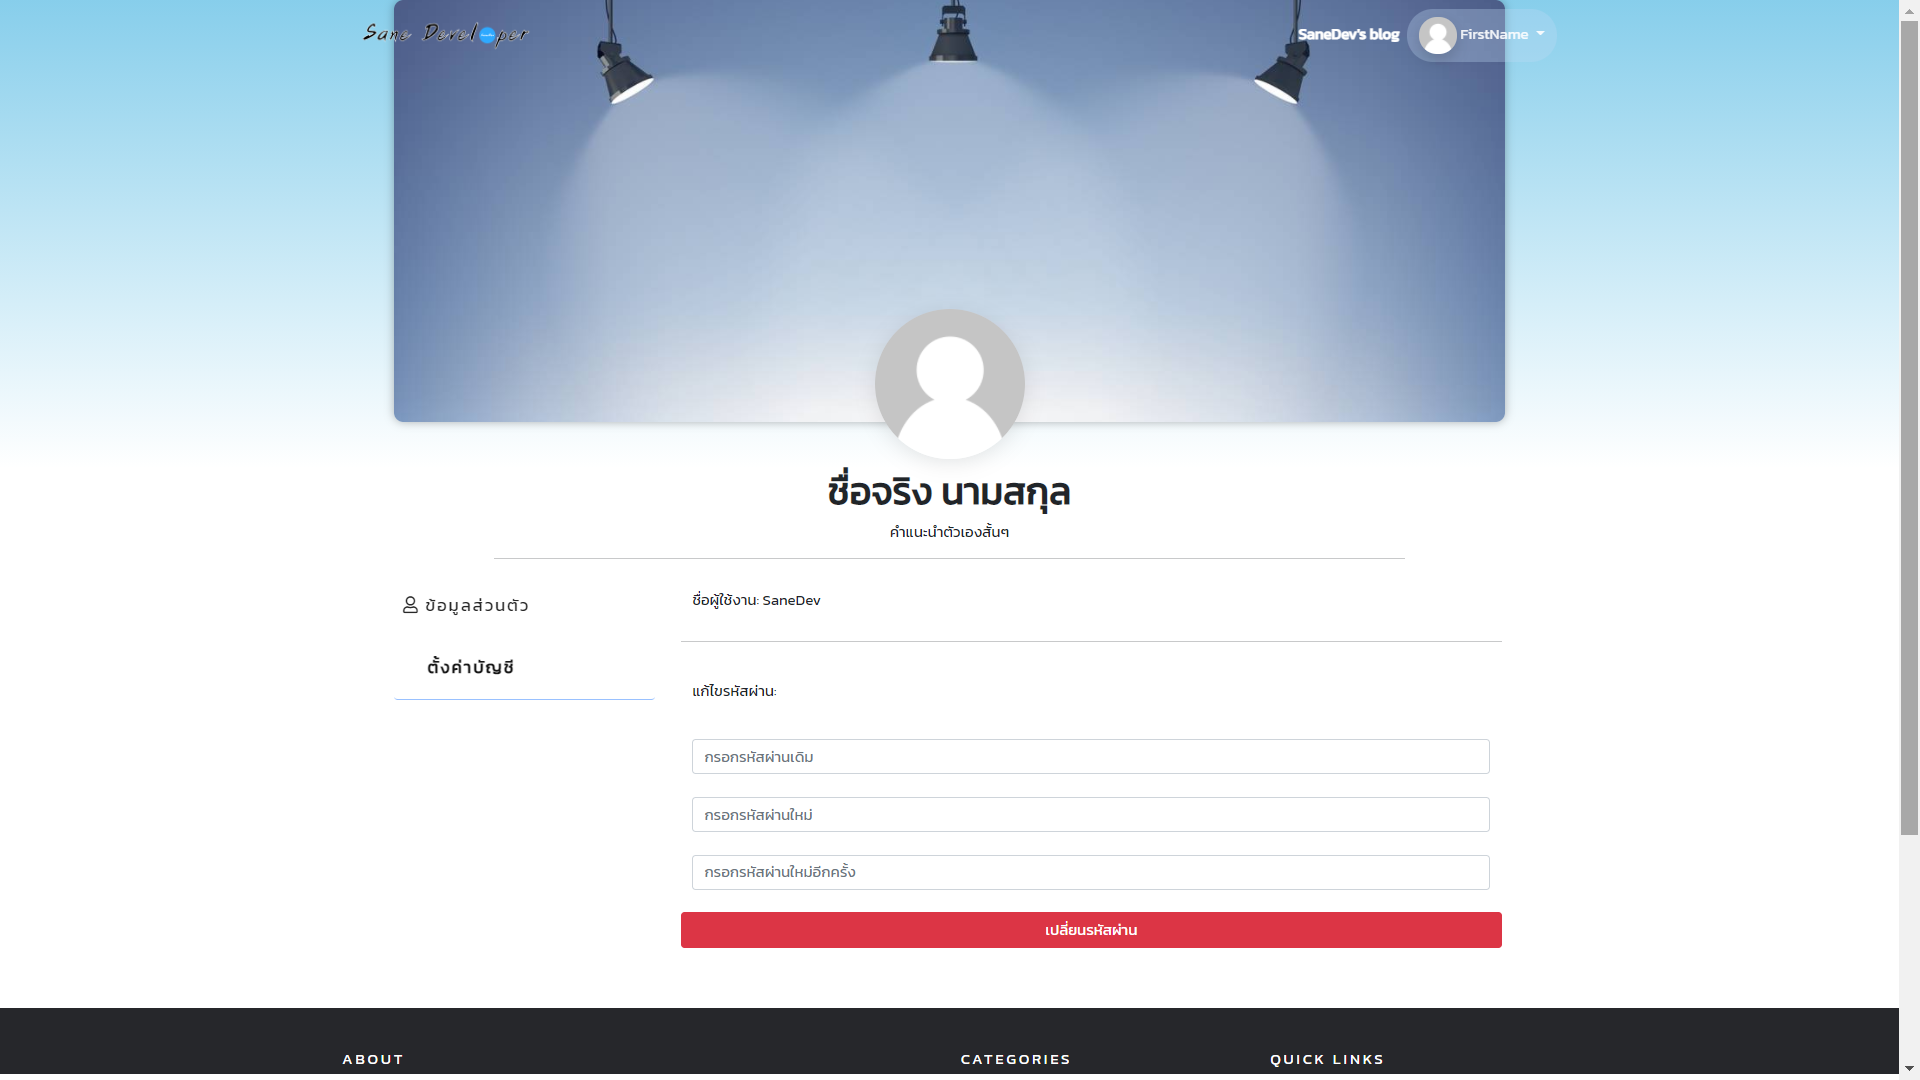 Sane Developer
SaneDev's blog
FirstName
ชื่อจริง นามสกุล
คำแนะนำตัวเองสั้นๆ
ข้อมูลส่วนตัว
ตั้งค่าบัญชี
ชื่อผู้ใช้งาน: SaneDev
แก้ไขรหัสผ่าน:
กรอกรหัสผ่านเดิม
กรอกรหัสผ่านใหม่
กรอกรหัสผ่านใหม่อีกครั้ง
เปลี่ยนรหัสผ่าน
ABOUT
CATEGORIES
QUICK LINKS